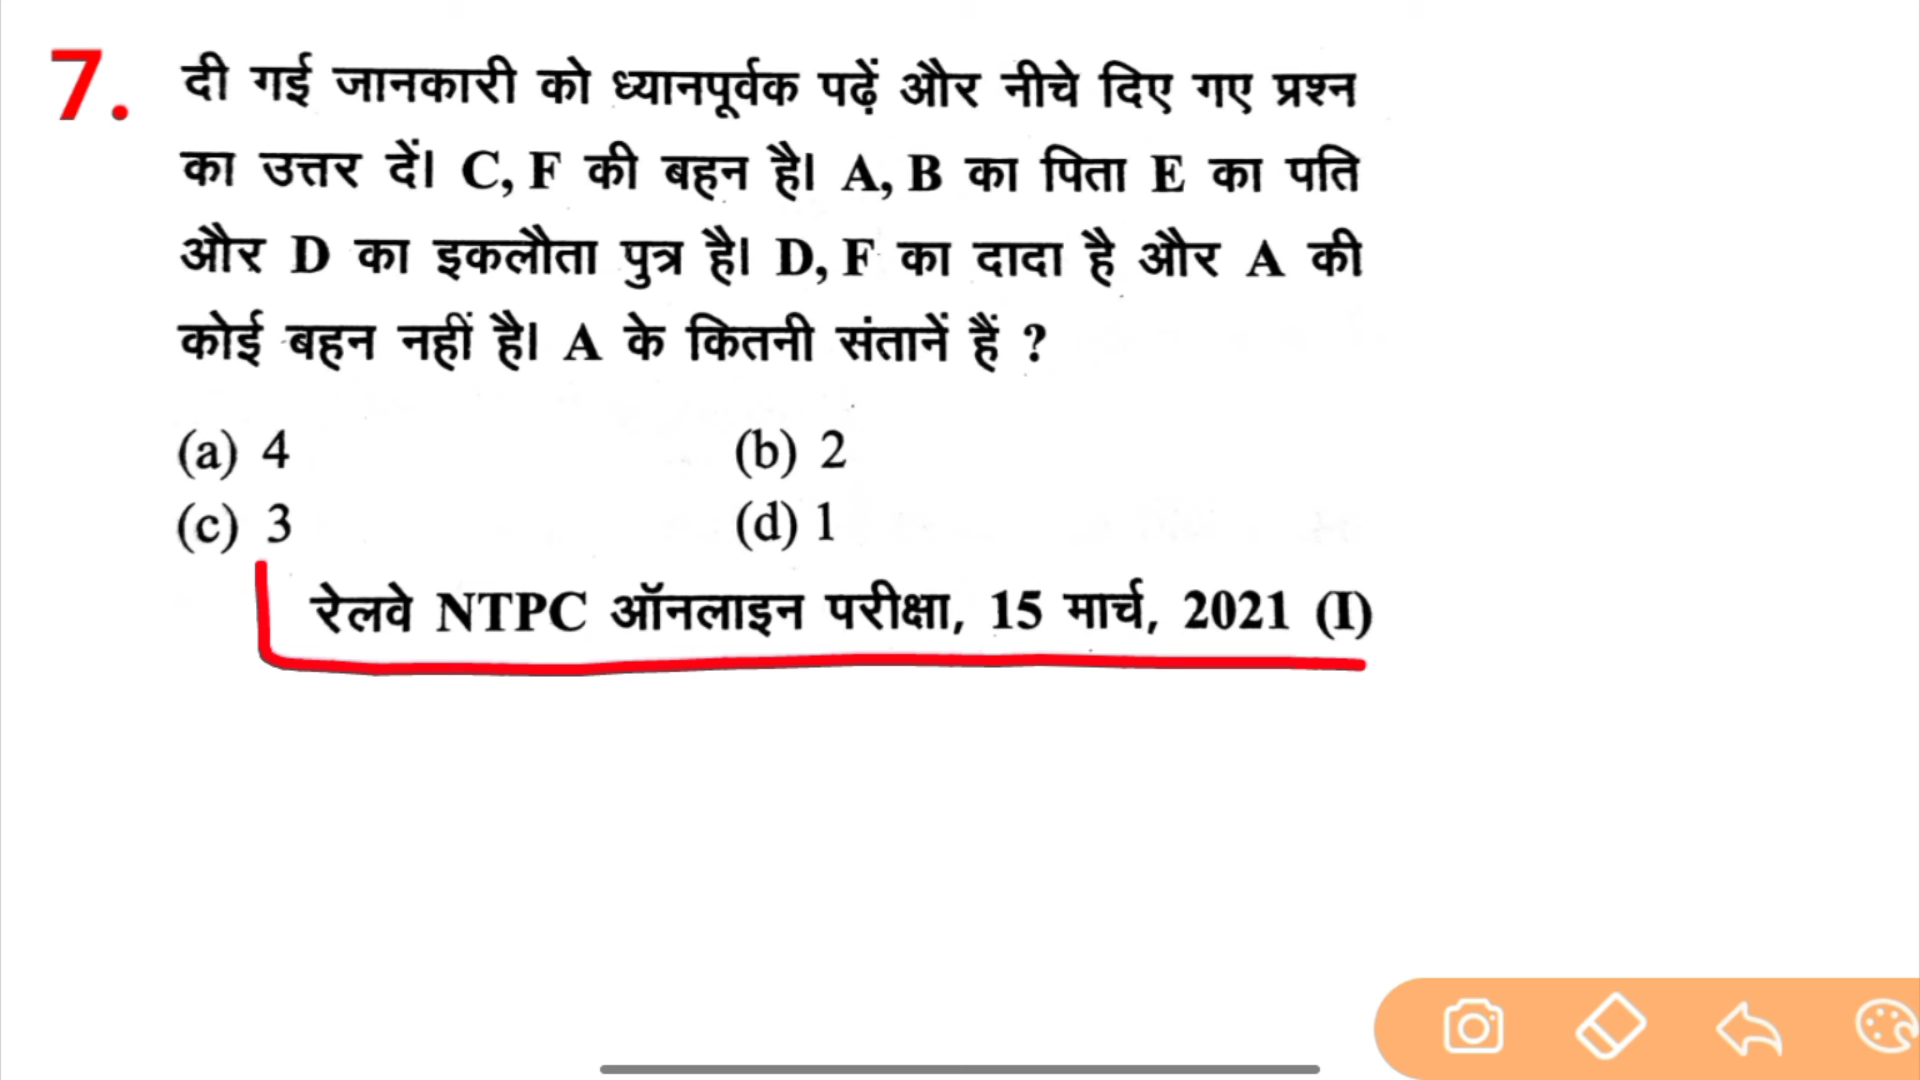 7. दी गई जानकारी को ध्यानपूर्वक पढ़ें और नीचे दिए गए प्रश्न
का उत्तर दें। C, F की बहन है। A, B का पिता E का पति
और D का इकलौता पुत्र है। D, F का दादा है और A की
कोई बहन नहीं है। A के कितनी संतानें हैं ?
(a) 4 (b) 2
(c) 3 (d) 1
रेलवे NTPC ऑनलाइन परीक्षा, 15 मार्च, 2021 (I)